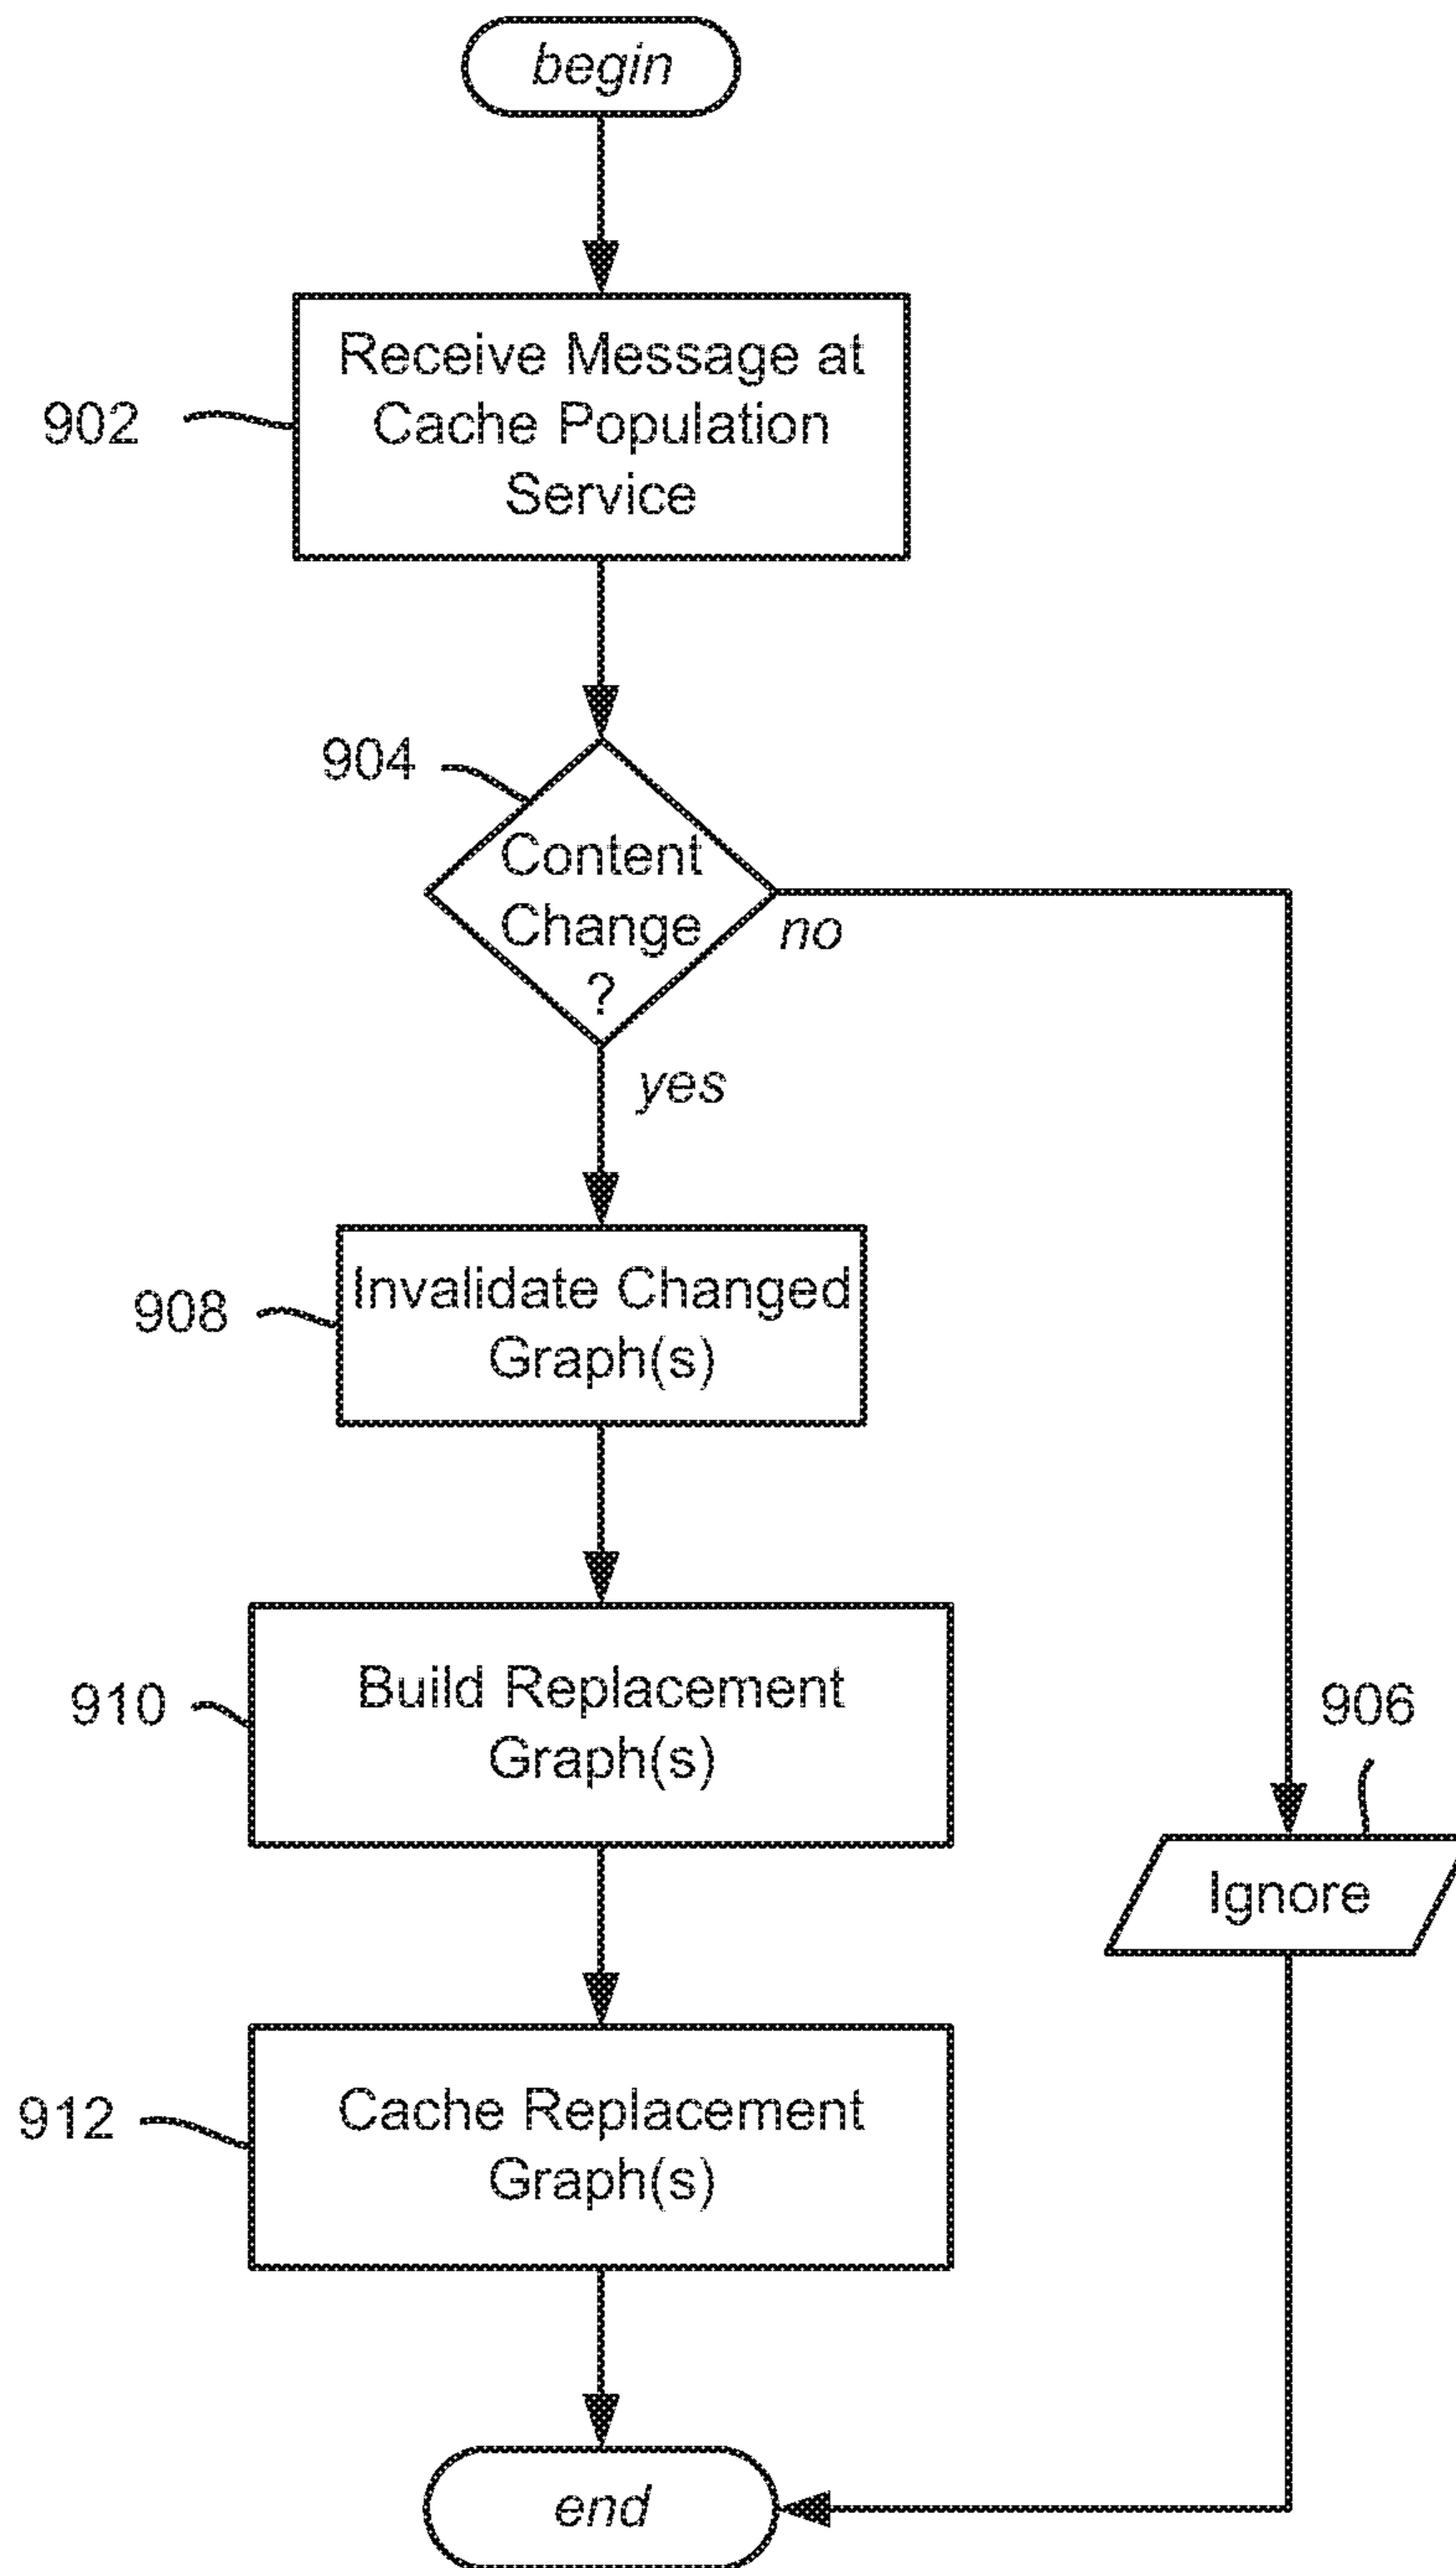 begin
Receive Message at
Cache Population
Service
902
904
Content
Change
?
no
yes
Invalidate Changed
Graph(s)
908
Build Replacement
Graph(s)
910
906
Ignore
Cache Replacement
Graph(s)
912
end